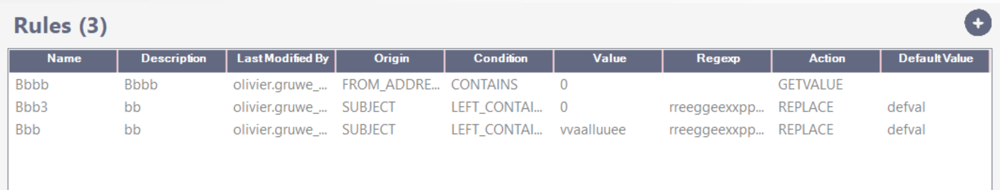 Rules (3)
Name Description Last Modified By Origin Condition Value Regexp Action Default Value
Bbbb Bbbb olivier.gruwe_... FROM_ADDRE... CONTAINS 0 GETVALUE
Bbb3 bb olivier.gruwe_... SUBJECT LEFT_CONTAI... 0 rreeggeexxpp... REPLACE defval
Bbb bb olivier.gruwe_... SUBJECT LEFT_CONTAI... vvaalluuee rreeggeexxpp... REPLACE defval